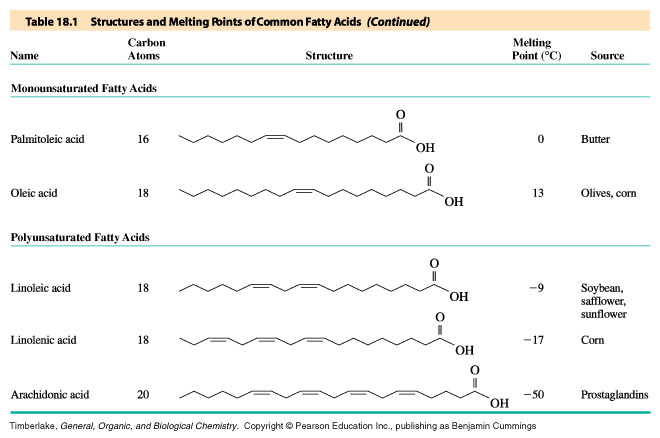 Table 18.1 Structures and Melting Points of Common Fatty Acids (Continued)
Carbon Melting
Name Atoms Structure Point (°C) Source
Monounsaturated Fatty Acids
O
Palmitoleic acid 16 0 Butter
OH
O
Oleic acid 18 13 Olives, corn
OH
Polyunsaturated Fatty Acids
O
Linoleic acid 18 −9 Soybean,
OH safflower,
sunflower
O
Linolenic acid 18 −17 Corn
OH
O
Arachidonic acid 20 −50 Prostaglandins
OH
Timberlake, General, Organic, and Biological Chemistry. Copyright © Pearson Education Inc., publishing as Benjamin Cummings